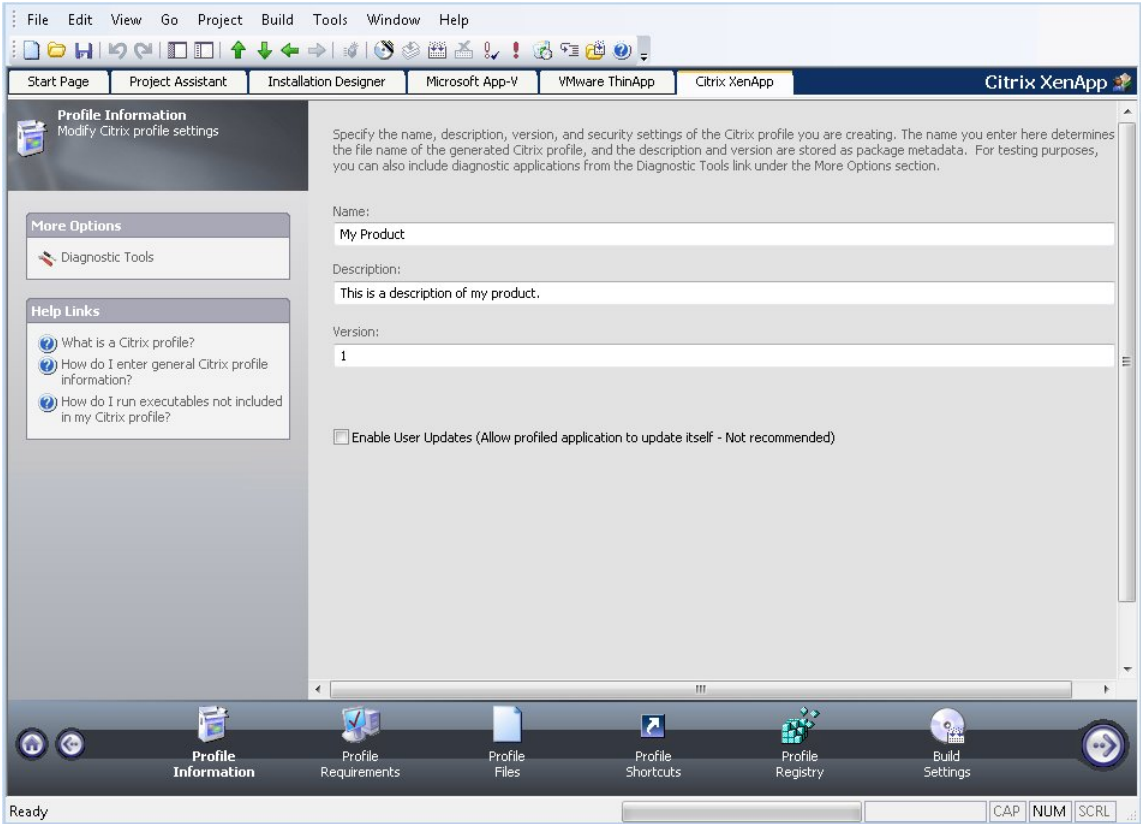 File Edit View Go Project Build Tools Window Help
Start Page Project Assistant Installation Designer Microsoft App-V VMware ThinApp Citrix XenApp Citrix XenApp
Profile Information
Modify Citrix profile settings
Specify the name, description, version, and security settings of the Citrix profile you are creating. The name you enter here determines
the file name of the generated Citrix profile, and the description and version are stored as package metadata. For testing purposes,
you can also include diagnostic applications from the Diagnostic Tools link under the More Options section.
More Options
Diagnostic Tools
Help Links
What is a Citrix profile?
How do I enter general Citrix profile
information?
How do I run executables not included
in my Citrix profile?
Name:
My Product
Description:
This is a description of my product.
Version:
1
Enable User Updates (Allow profiled application to update itself - Not recommended)
Profile
Information
Profile
Requirements
Profile
Files
Profile
Shortcuts
Profile
Registry
Build
Settings
Ready CAP NUM SCRL